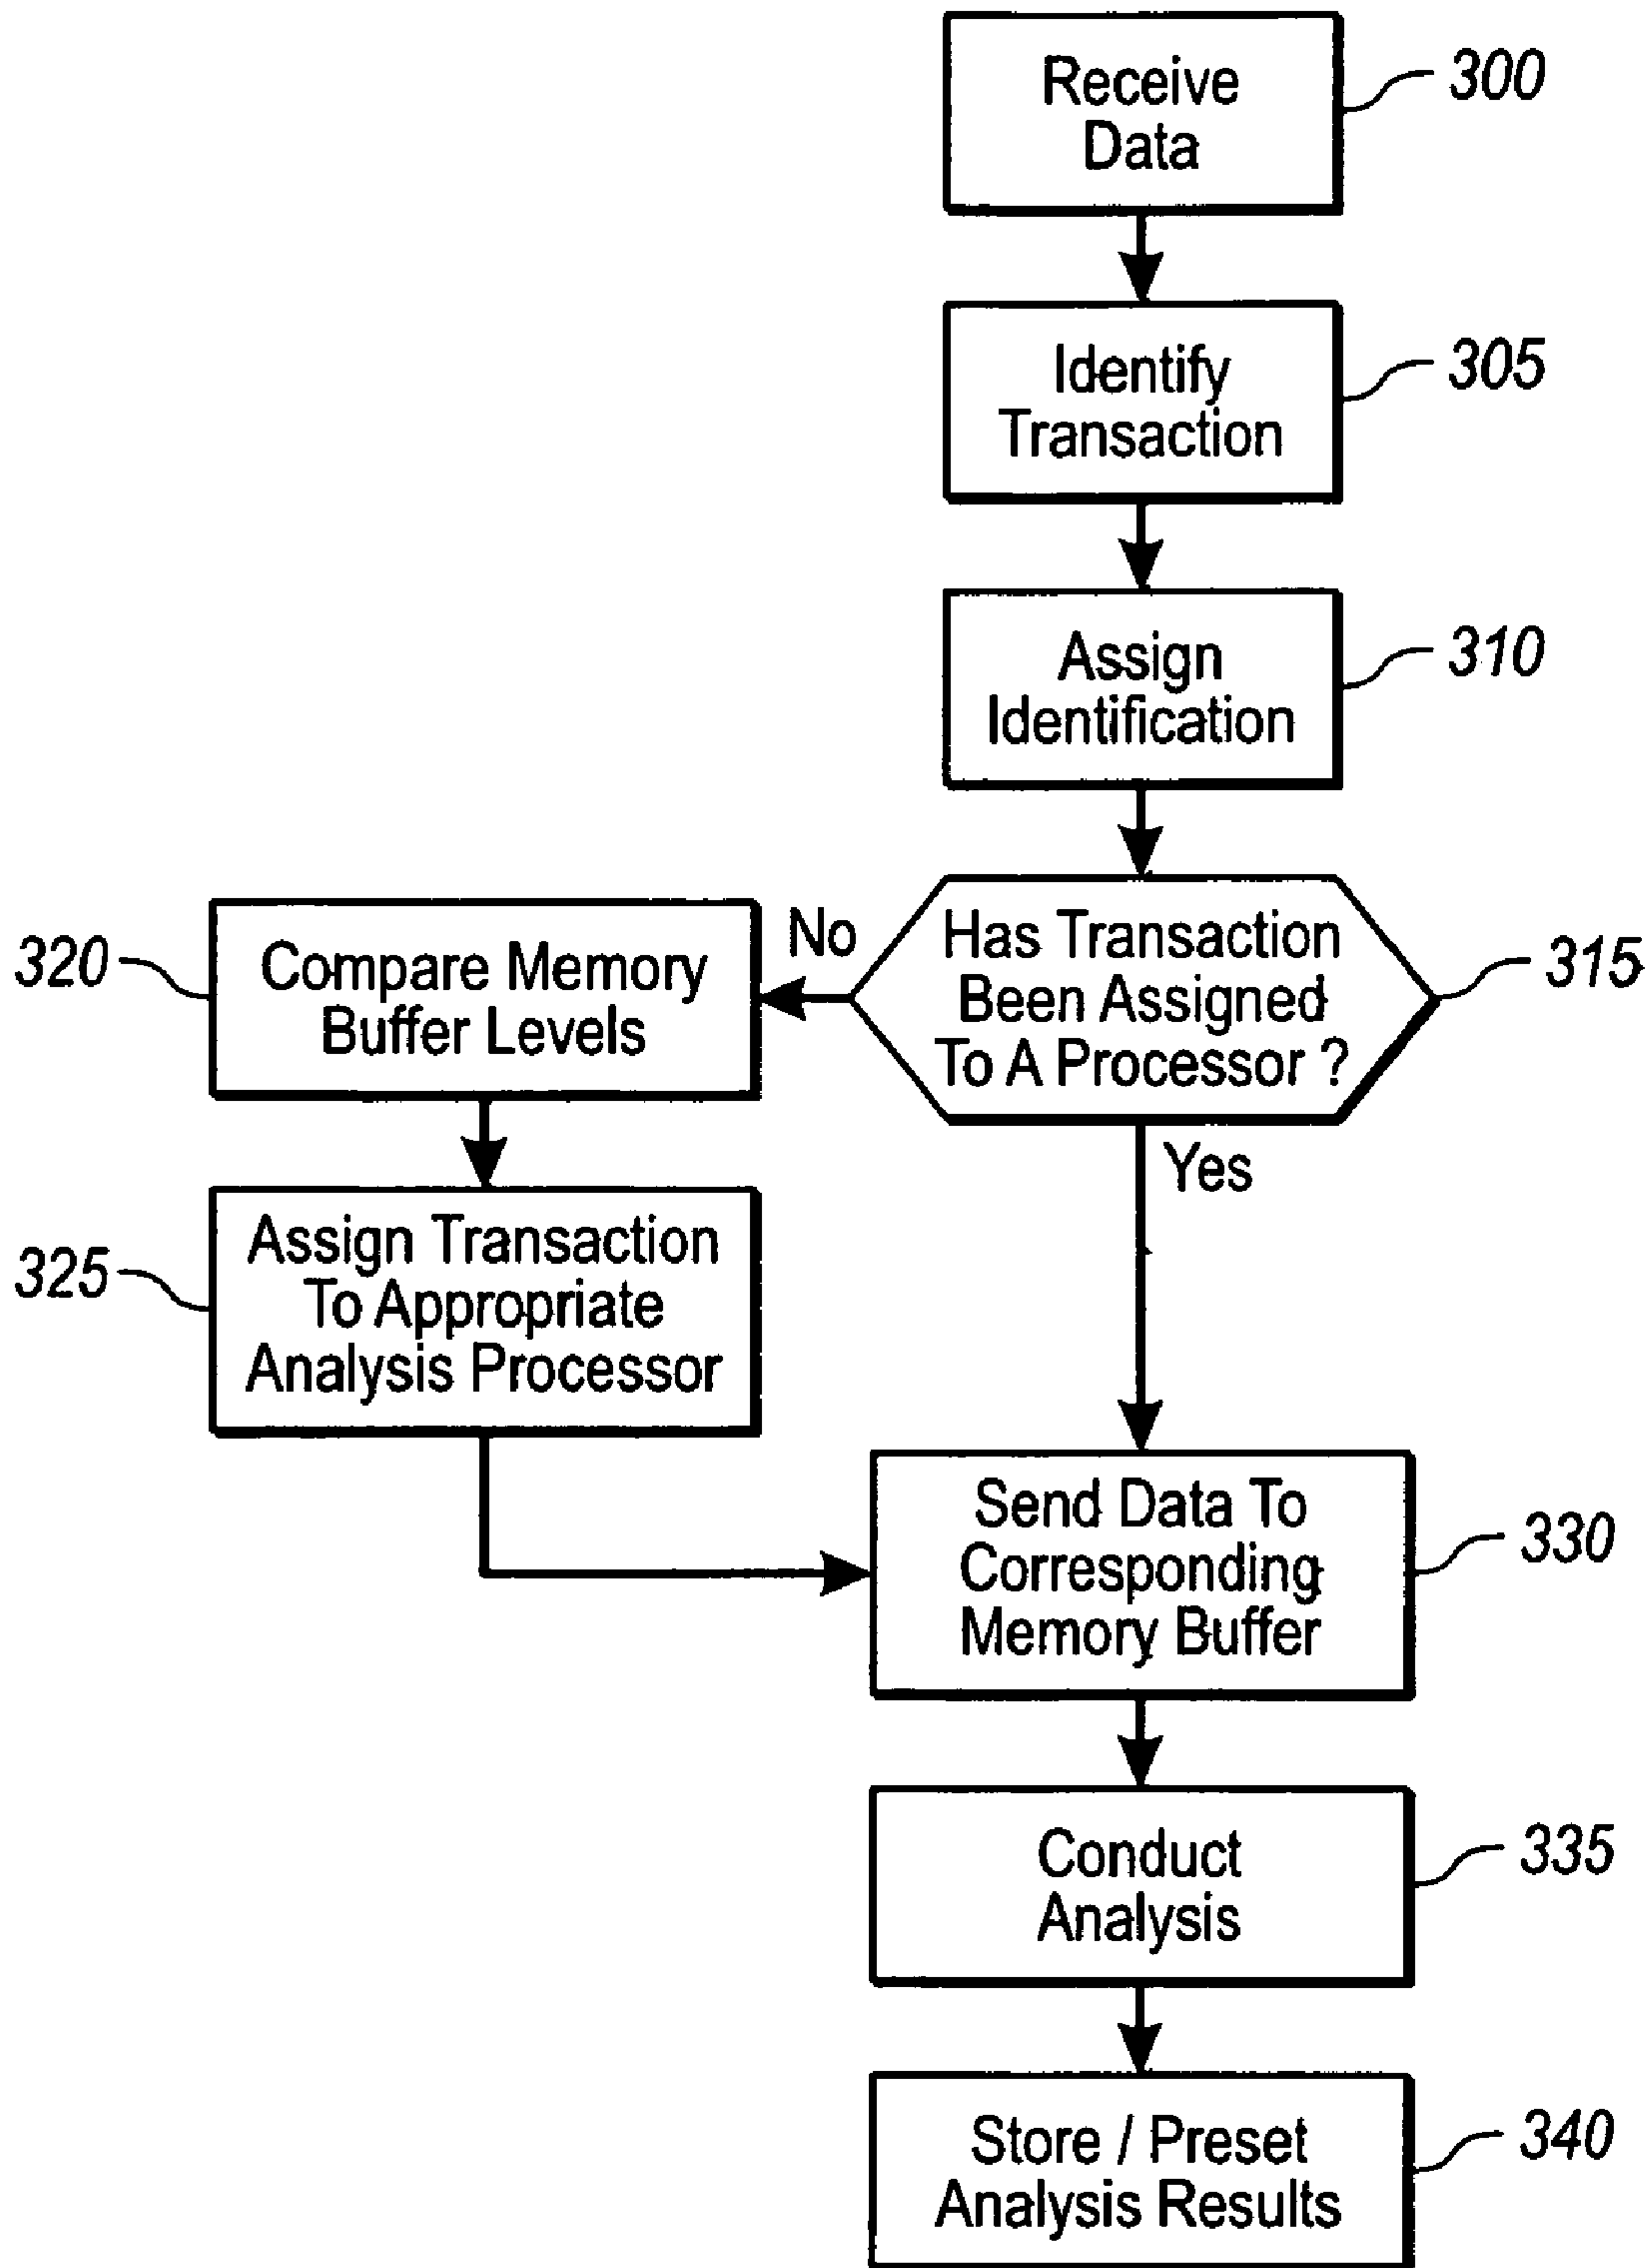 Receive
Data
300
Identify
Transaction
305
Assign
Identification
310
Has Transaction
Been Assigned
To A Processor ?
315
No
320
Compare Memory
Buffer Levels
Yes
325
Assign Transaction
To Appropriate
Analysis Processor
Send Data To
Corresponding
Memory Buffer
330
Conduct
Analysis
335
Store / Preset
Analysis Results
340